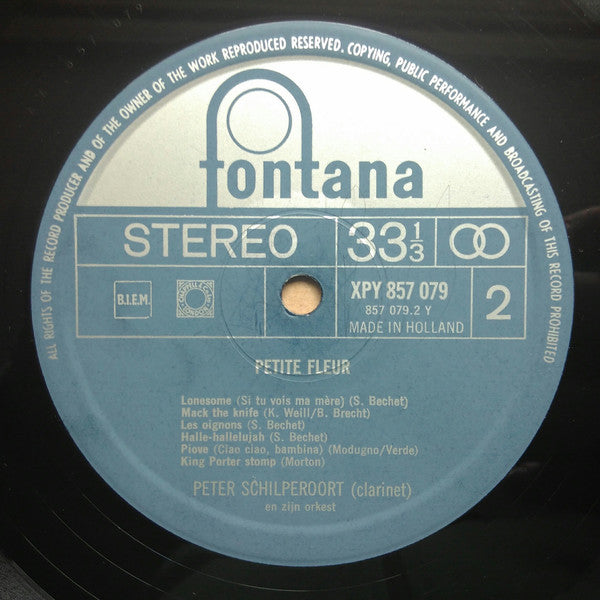 ALL RIGHTS OF THE RECORD PRODUCER AND OF THE OWNER OF THE WORK REPRODUCED RESERVED. COPYING, PUBLIC PERFORMANCE AND BROADCASTING OF THIS RECORD PROHIBITED
fontana
STEREO 33 1/3
B.I.E.M. XPY 857 079 2
857 079.2 Y
MADE IN HOLLAND
PETITE FLEUR
Lonesome (Si tu vois ma mère) (S. Bechet)
Mack the knife (K. Weill/B. Brecht)
Les oignons (S. Bechet)
Halle-hallelujah (S. Bechet)
Piove (Ciao ciao, bambina) (Modugno/Verde)
King Porter stomp (Morton)
PETER SCHILPEROORT (clarinet)
en zijn orkest